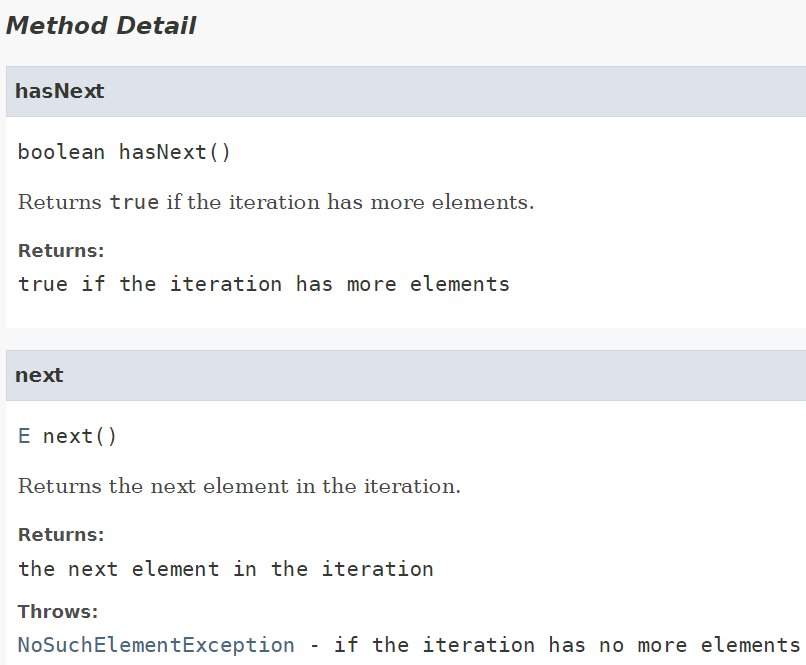 Method Detail
hasNext
boolean hasNext()
Returns true if the iteration has more elements.
Returns:
true if the iteration has more elements
next
E next()
Returns the next element in the iteration.
Returns:
the next element in the iteration
Throws:
NoSuchElementException - if the iteration has no more elements